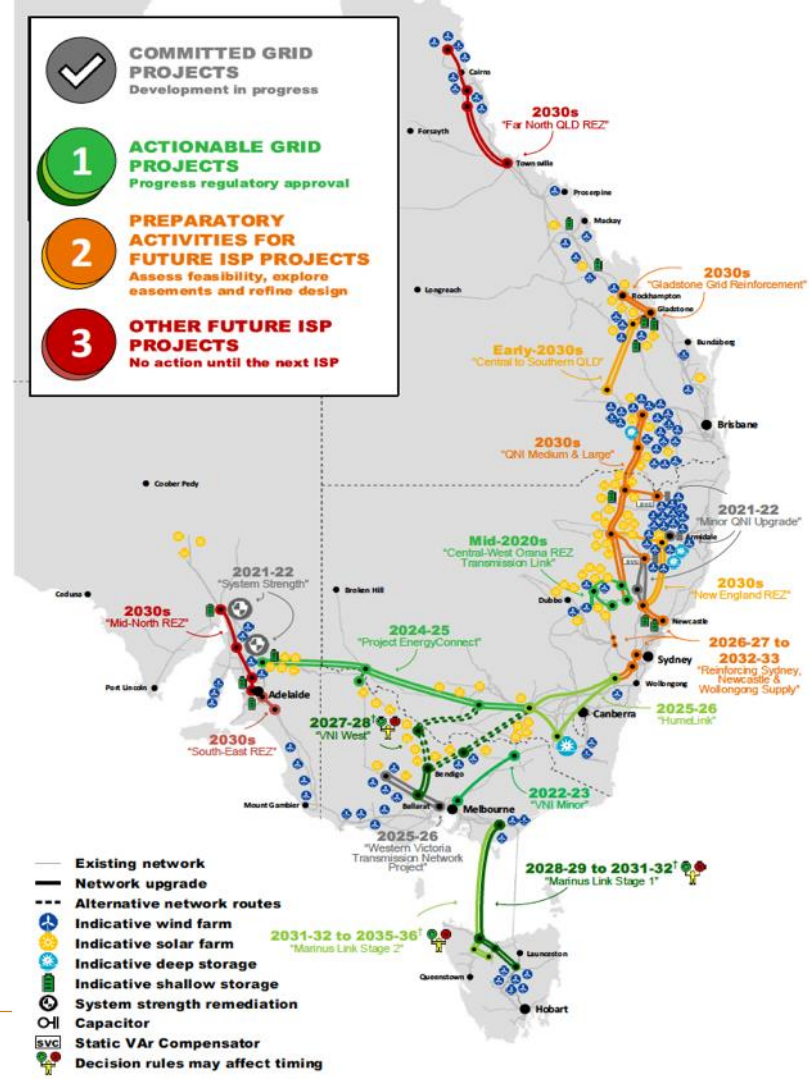 COMMITTED GRID
PROJECTS
Development in progress
1
ACTIONABLE GRID
PROJECTS
Progress regulatory approval
2
PREPARATORY
ACTIVITIES FOR
FUTURE ISP PROJECTS
Assess feasibility, explore
easements and refine design
3
OTHER FUTURE ISP
PROJECTS
No action until the next ISP
Cairns
2030s
"Far North QLD REZ"
Forsyth
Townsville
Proserpine
Mackay
Longreach
2030s
"Gladstone Grid Reinforcement"
Rockhampton
Gladstone
Bundaberg
Early-2030s
"Central to Southern QLD"
Brisbane
2030s
"QNI Medium & Large"
Coober Pedy
SVC
2021-22
"Minor QNI Upgrade"
Armidale
Mid-2020s
"Central-West Orana REZ
Transmission Link"
SVC
2021-22
"System Strength"
Ceduna
Broken Hill
Dubbo
2030s
"New England REZ"
2030s
"Mid-North REZ"
Newcastle
2024-25
"Project EnergyConnect"
2026-27 to
2032-33
"Reinforcing Sydney,
Newcastle &
Wollongong Supply"
Sydney
Wollongong
Port Lincoln
Adelaide
2025-26
"HumeLink"
Canberra
2027-28†
"VNI West"
2030s
"South-East REZ"
Bendigo
2022-23
"VNI Minor"
Mount Gambier
Ballarat
Melbourne
2025-26
"Western Victoria
Transmission Network
Project"
2028-29 to 2031-32†
"Marinus Link Stage 1"
2031-32 to 2035-36†
"Marinus Link Stage 2"
Launceston
Queenstown
Hobart
Existing network
Network upgrade
Alternative network routes
Indicative wind farm
Indicative solar farm
Indicative deep storage
Indicative shallow storage
System strength remediation
Capacitor
SVC Static VAr Compensator
Decision rules may affect timing